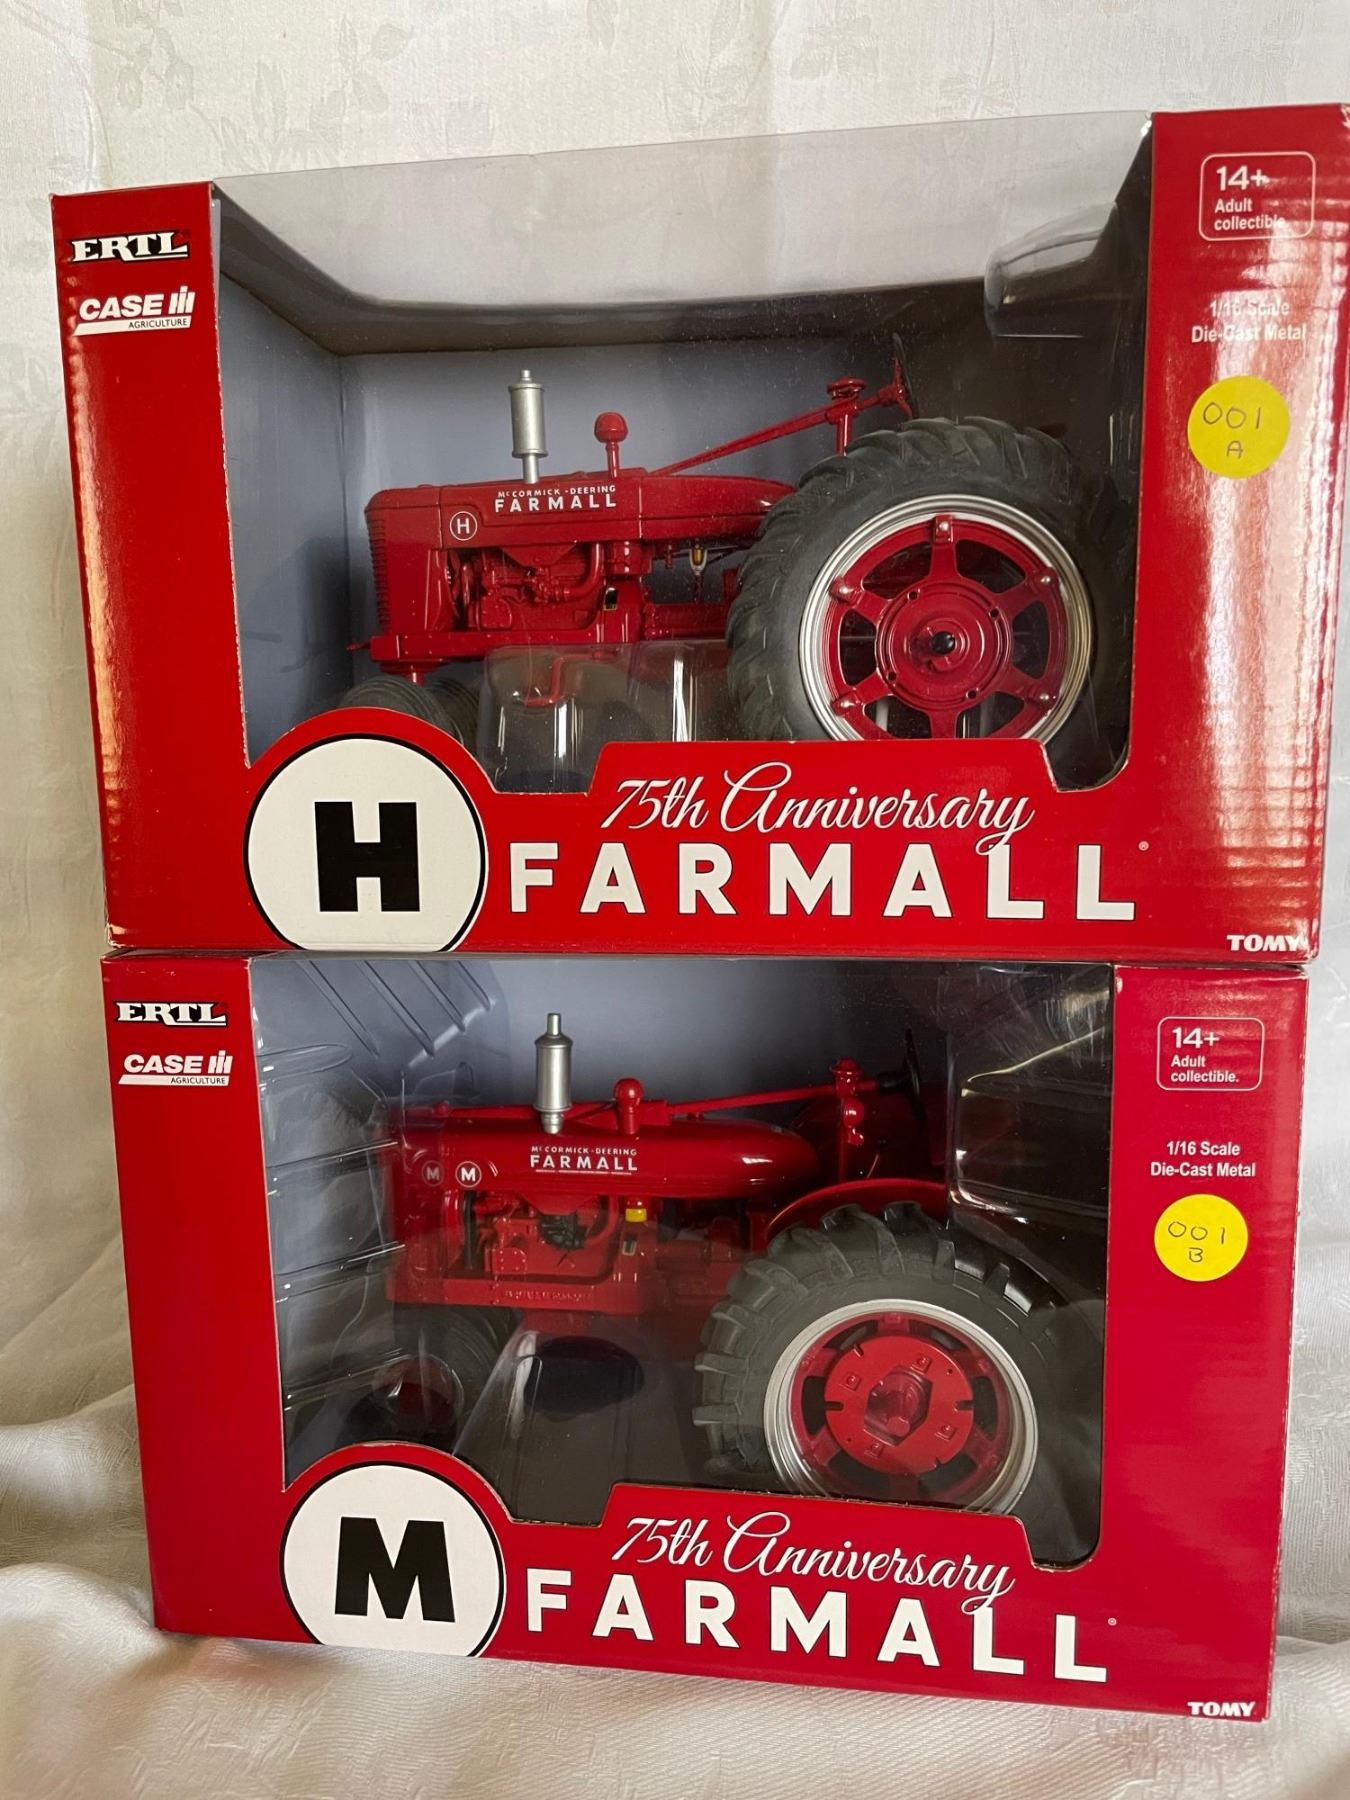 ERTL
CASE IH
AGRICULTURE
14+
Adult
collectible.
1/16 Scale
Die-Cast Metal
001
A
McCORMICK-DEERING
FARMALL
H
H
75th Anniversary
FARMALL®
TOMY
ERTL
CASE IH
AGRICULTURE
14+
Adult
collectible.
1/16 Scale
Die-Cast Metal
001
B
McCORMICK-DEERING
FARMALL
M M
M
75th Anniversary
FARMALL®
TOMY